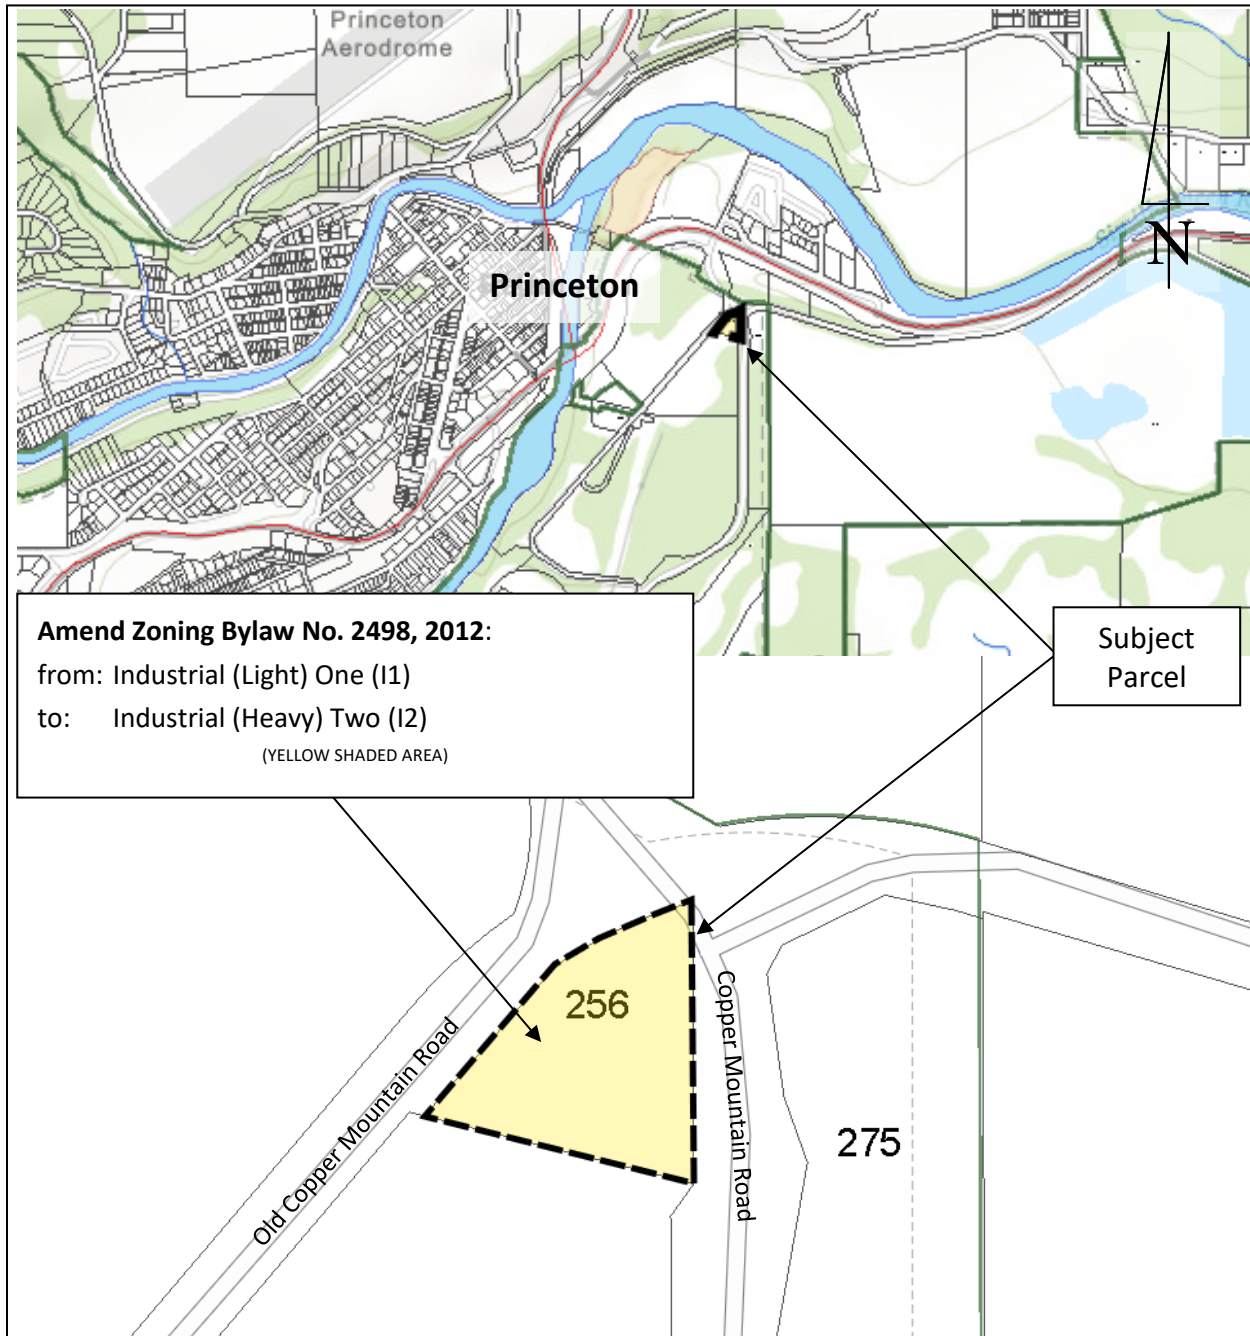 Princeton
Aerodrome
N
Princeton
Amend Zoning Bylaw No. 2498, 2012:
from: Industrial (Light) One (I1)
to: Industrial (Heavy) Two (I2)
(YELLOW SHADED AREA)
Subject
Parcel
256
Copper Mountain Road
Old Copper Mountain Road
275